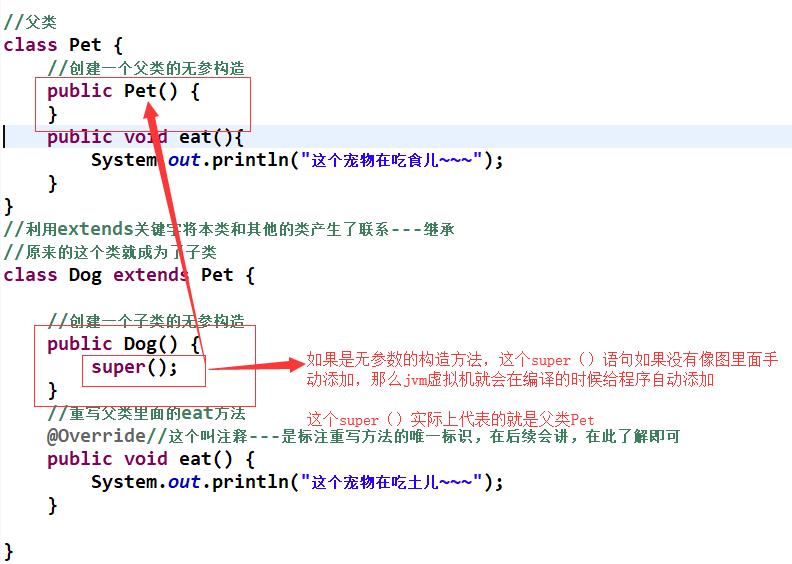 //父类
class Pet {
//创建一个父类的无参构造
public Pet() {
}
public void eat(){
System.out.println("这个宠物在吃食儿~~~");
}
}
//利用extends关键字将本类和其他的类产生了联系---继承
//原来的这个类就成为了子类
class Dog extends Pet {
//创建一个子类的无参构造
public Dog() {
super();
}
如果是无参数的构造方法，这个super（）语句如果没有像图里面手
动添加，那么jvm虚拟机就会在编译的时候给程序自动添加
这个super（）实际上代表的就是父类Pet
//重写父类里面的eat方法
@Override//这个叫注释---是标注重写方法的唯一标识，在后续会讲，在此了解即可
public void eat() {
System.out.println("这个宠物在吃土儿~~~");
}
}